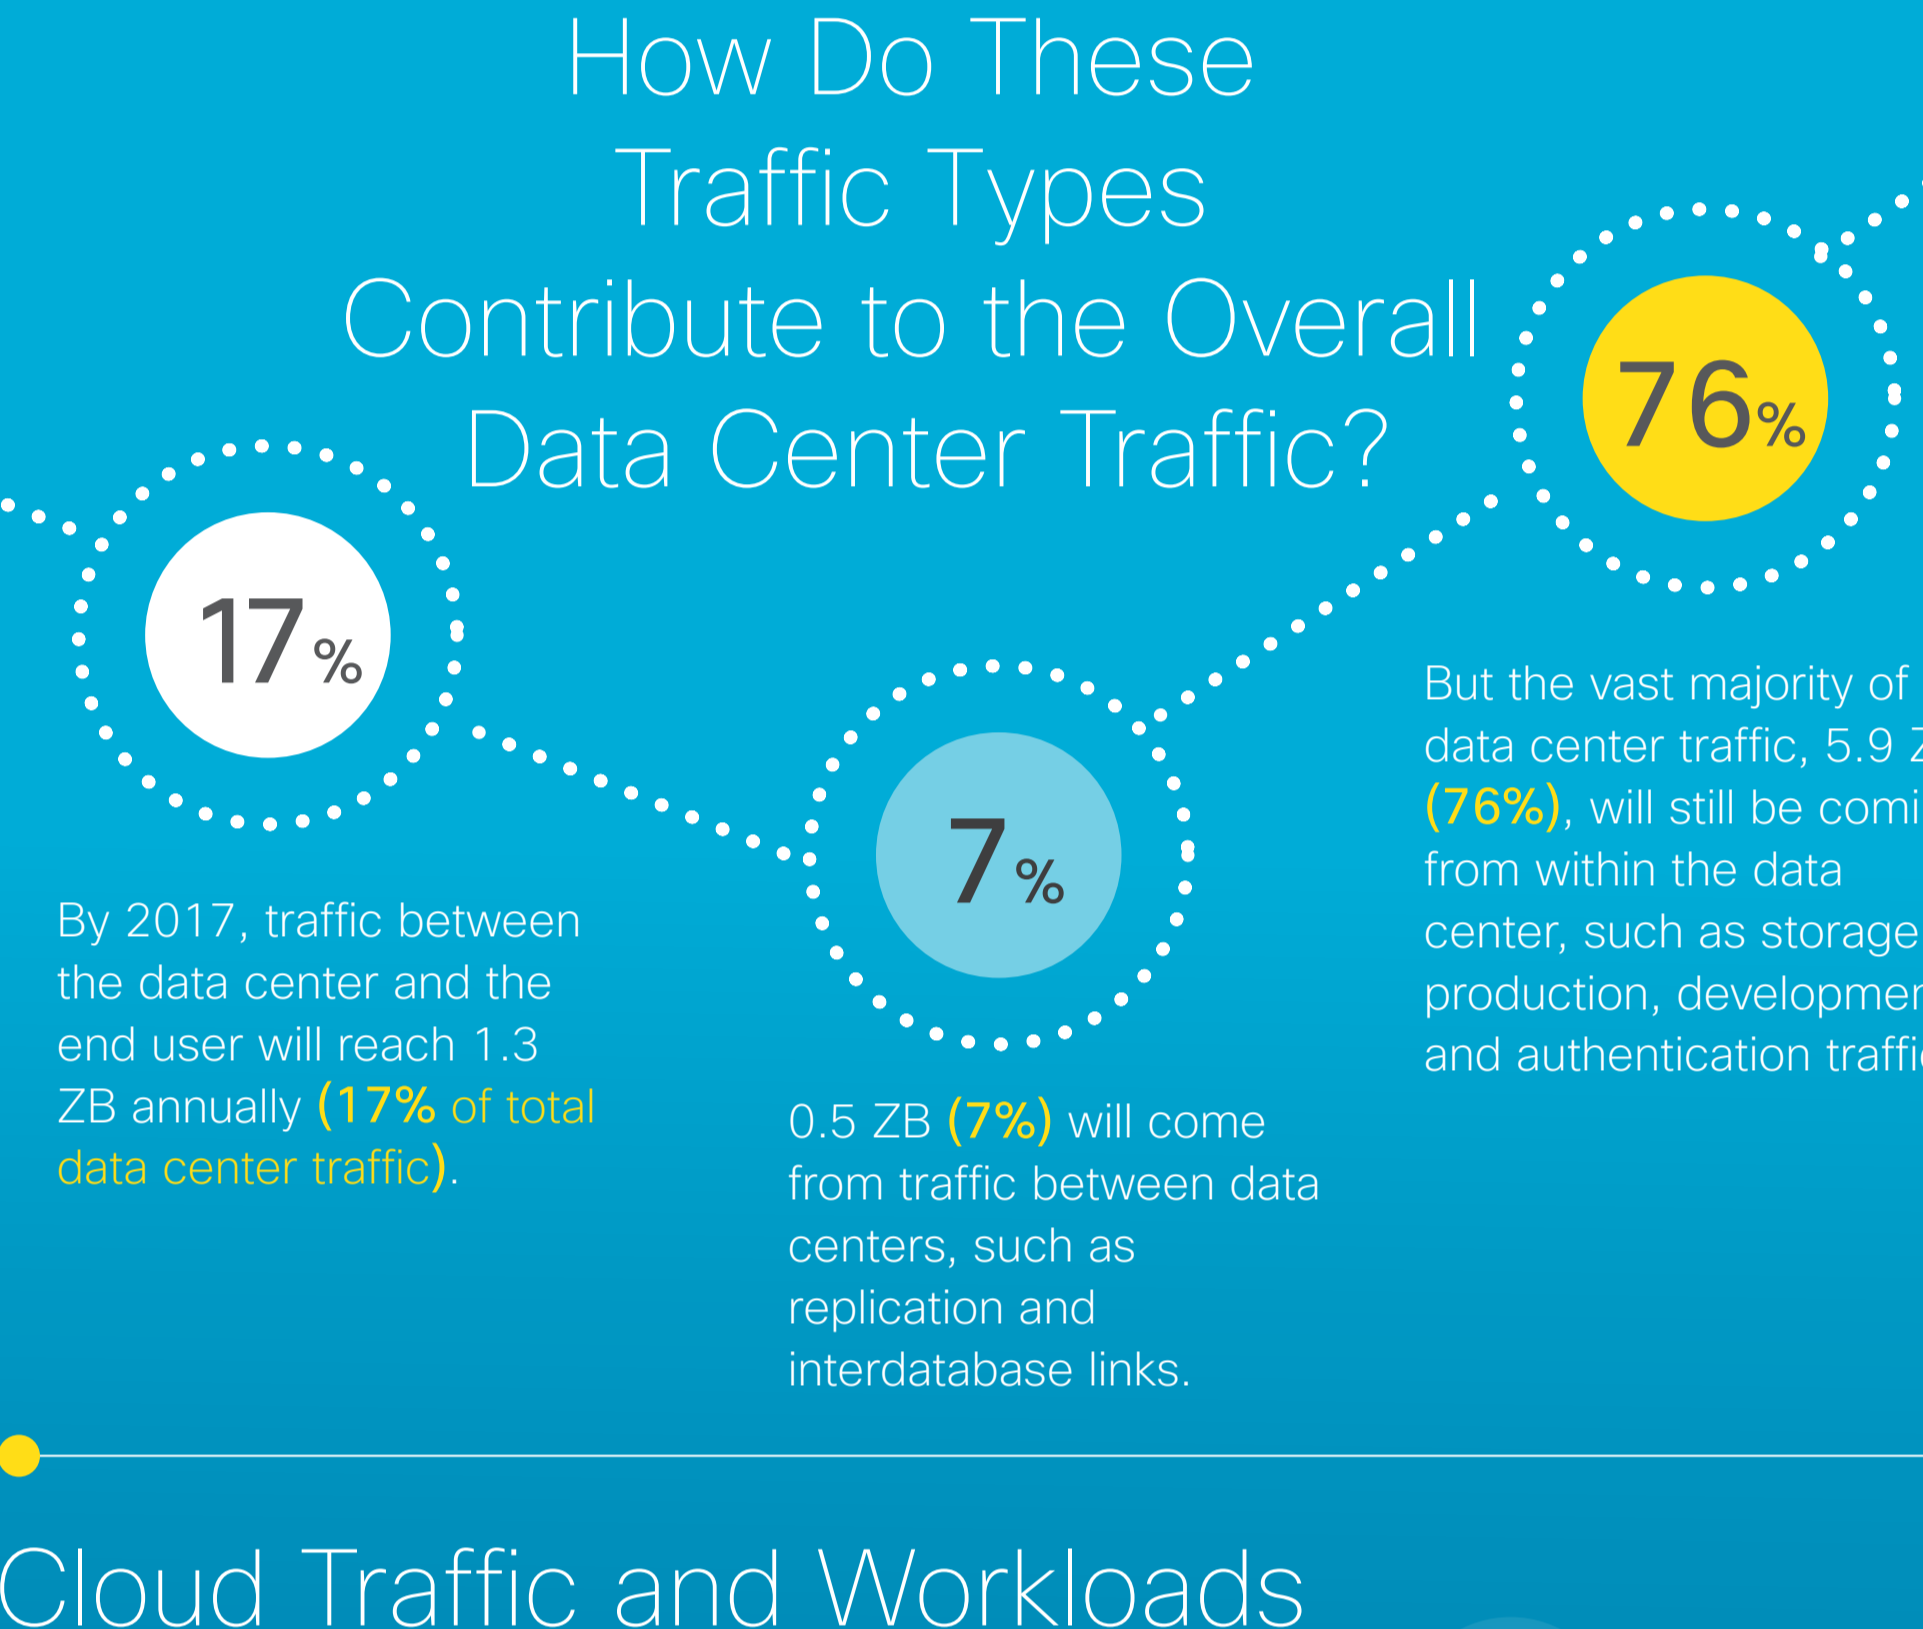 How Do These
Traffic Types
Contribute to the Overall
Data Center Traffic?
76%
17%
7%
By 2017, traffic between
the data center and the
end user will reach 1.3
ZB annually (17% of total
data center traffic).
0.5 ZB (7%) will come
from traffic between data
centers, such as
replication and
interdatabase links.
But the vast majority of
data center traffic, 5.9
(76%), will still be
from within the data
center, such as storage
production,
and authentication
Cloud Traffic and Workloads